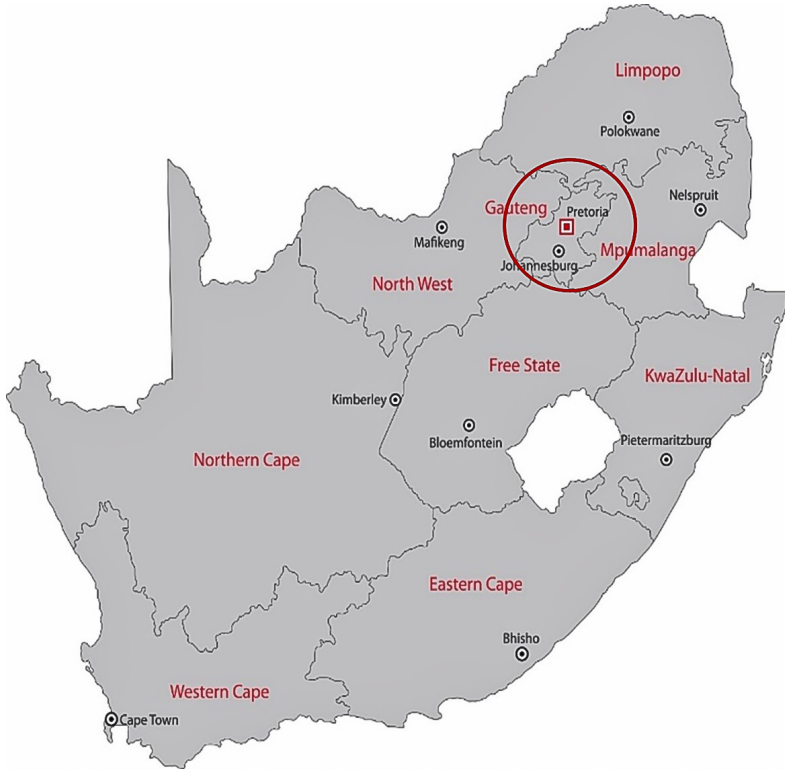 Limpopo
Polokwane
Nelspruit
Gauteng
Pretoria
Mafikeng
Mpumalanga
Johannesburg
North West
Free State
KwaZulu-Natal
Kimberley
Bloemfontein
Pietermaritzburg
Northern Cape
Eastern Cape
Bhisho
Western Cape
Cape Town